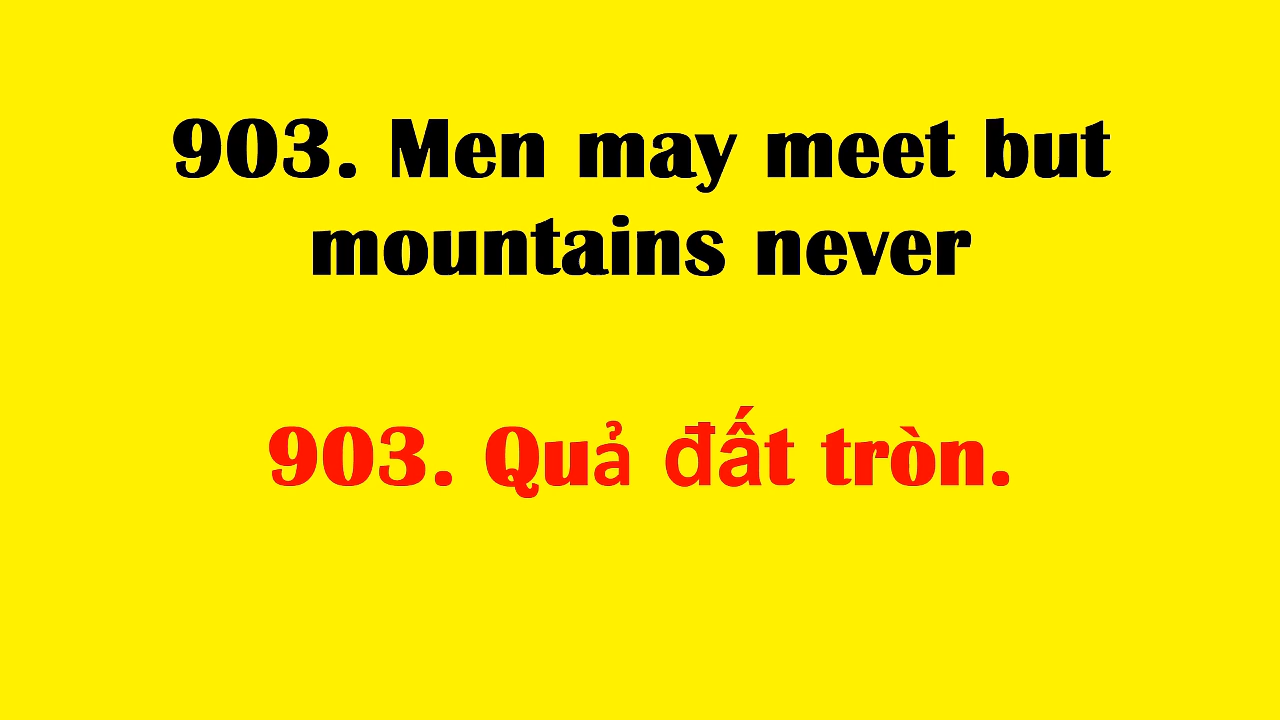 903. Men may meet but
mountains never
903. Quả đất tròn.